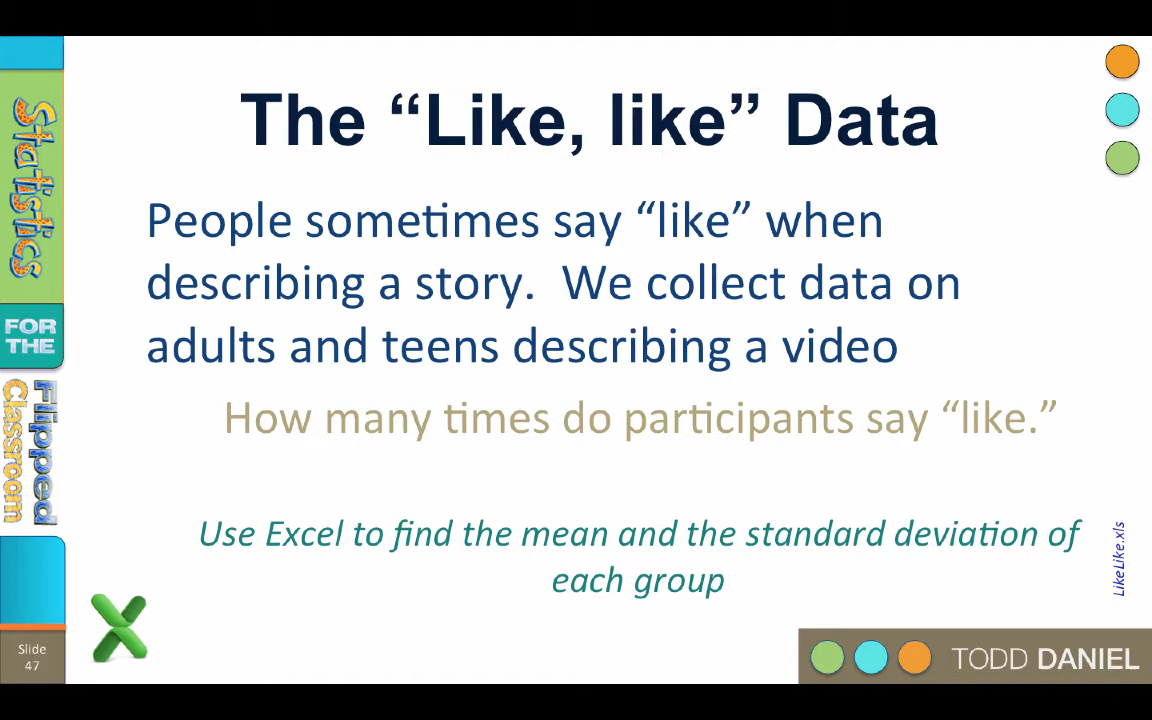 Statistics
FOR
THE
Flipped
Classroom
Slide
47
The “Like, like” Data
People sometimes say “like” when
describing a story.  We collect data on
adults and teens describing a video
How many times do participants say “like.”
Use Excel to find the mean and the standard deviation of
each group
LikeLike.xls
TODD DANIEL